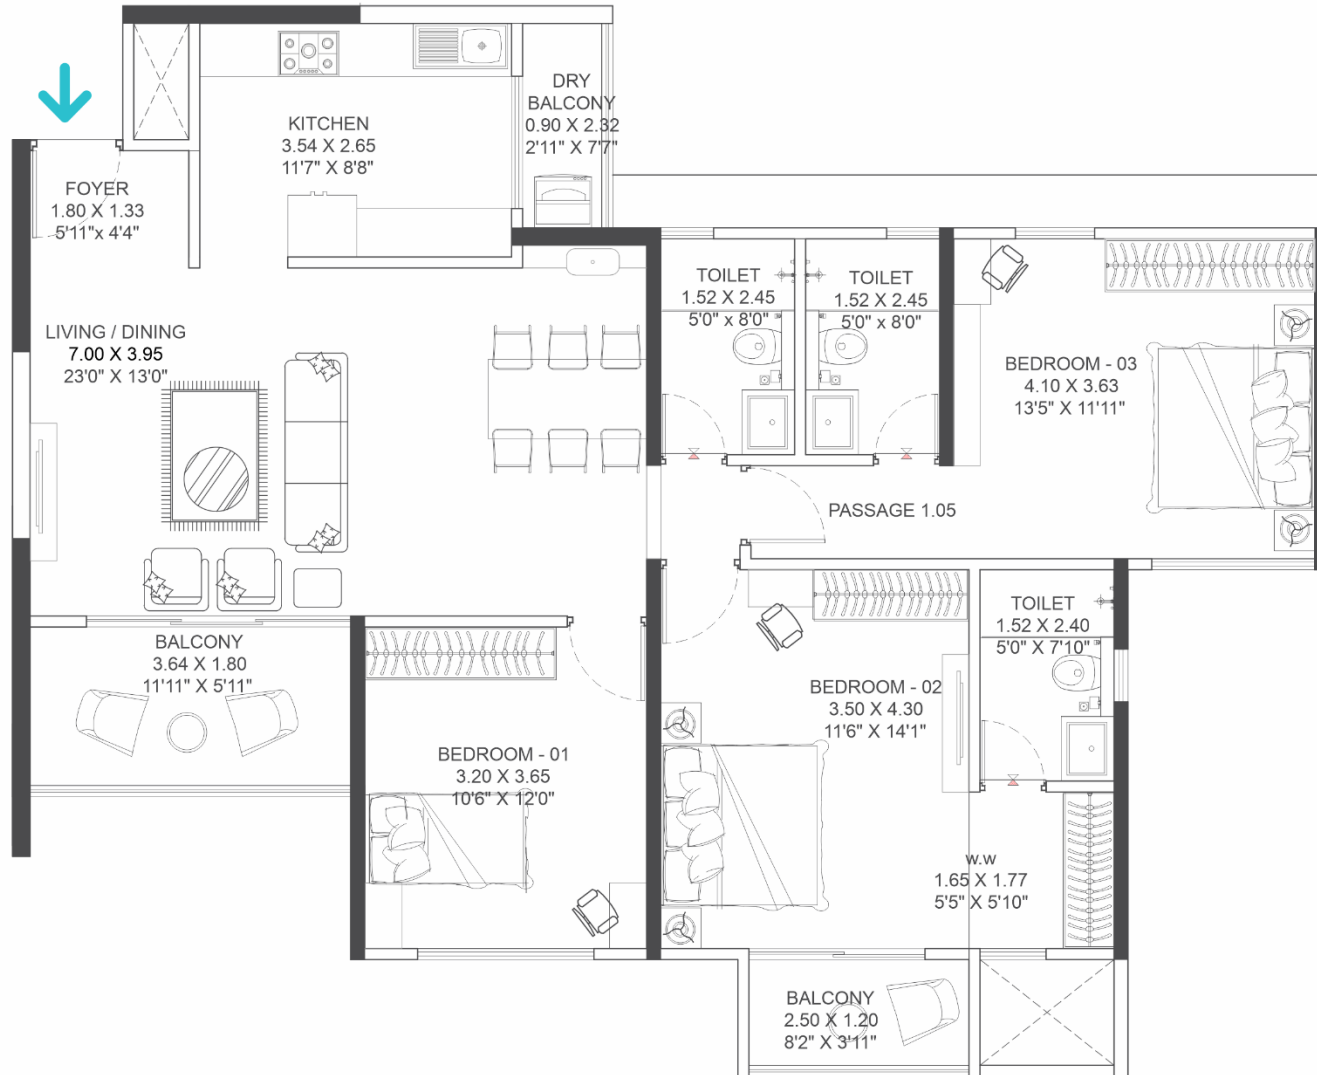 DRY
BALCONY
0.90 X 2.32
2'11" X 7'7"
KITCHEN
3.54 X 2.65
11'7" X 8'8"
FOYER
1.80 X 1.33
5'11"x 4'4"
TOILET
1.52 X 2.45
5'0" x 8'0"
TOILET
1.52 X 2.45
5'0" x 8'0"
LIVING / DINING
7.00 X 3.95
23'0" X 13'0"
BEDROOM - 03
4.10 X 3.63
13'5" X 11'11"
PASSAGE 1.05
TOILET
1.52 X 2.40
5'0" X 7'10"
BALCONY
3.64 X 1.80
11'11" X 5'11"
BEDROOM - 02
3.50 X 4.30
11'6" X 14'1"
BEDROOM - 01
3.20 X 3.65
10'6" X 12'0"
w.w
1.65 X 1.77
5'5" X 5'10"
BALCONY
2.50 X 1.20
8'2" X 3'11"